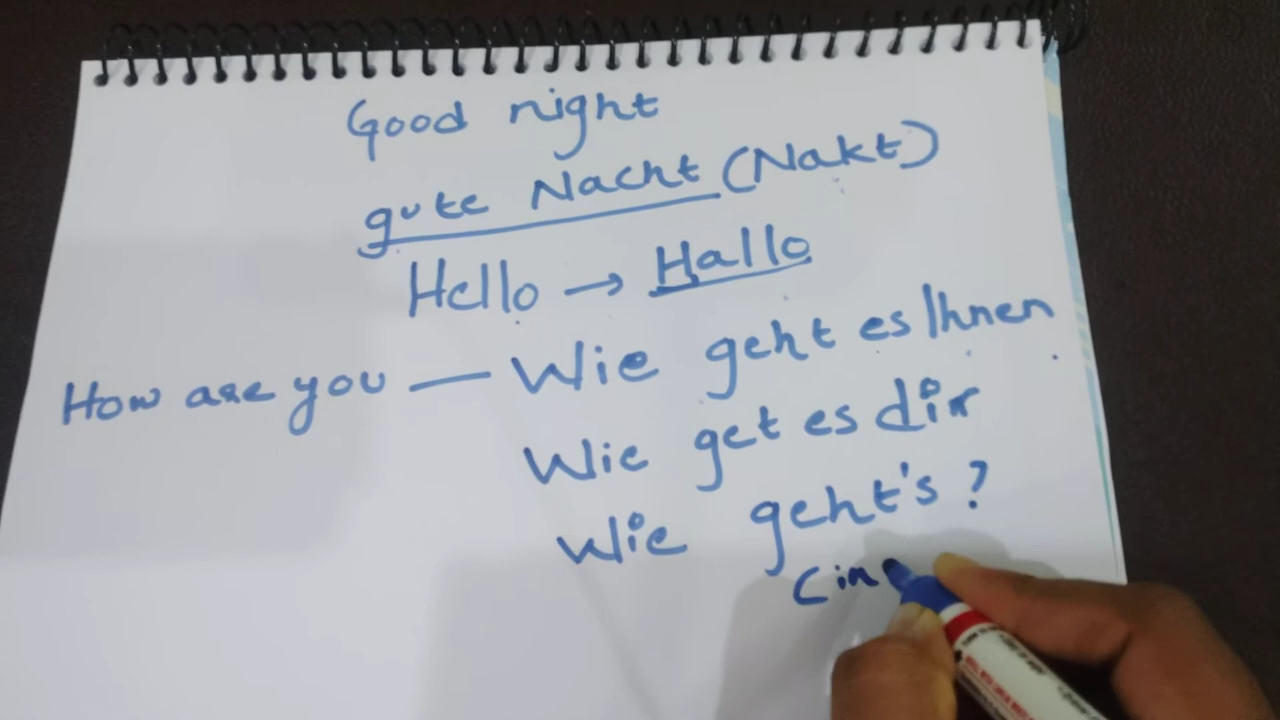 Good night
gute Nacht (Nakt)
Hello → Hallo
How are you — Wie geht es Ihnen
Wie get es dir
Wie geht's?
(in